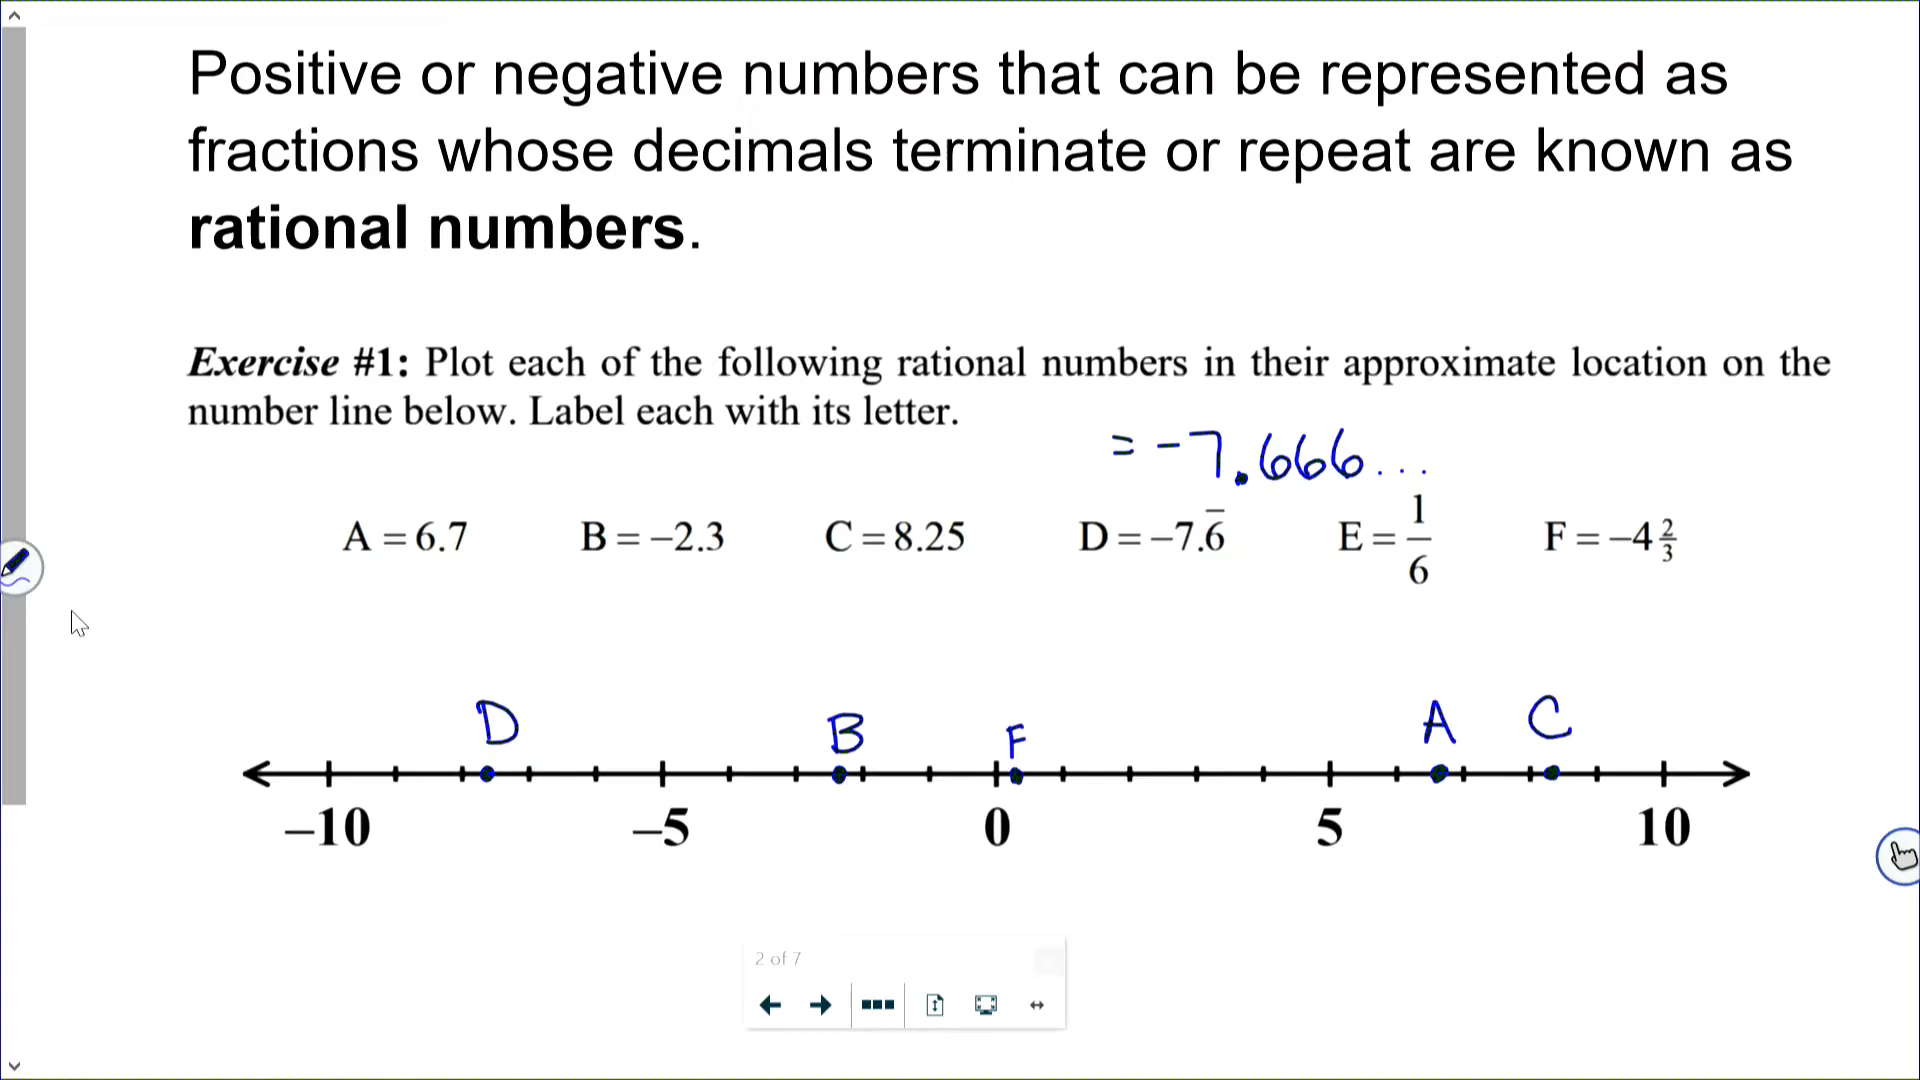 Positive or negative numbers that can be represented as
fractions whose decimals terminate or repeat are known as
rational numbers.
Exercise #1: Plot each of the following rational numbers in their approximate location on the
number line below. Label each with its letter.
= -7.666...
A = 6.7 B = –2.3 C = 8.25 D = –7.6̅ E = 1/6 F = –4 2/3
D B F A C
–10 –5 0 5 10
2 of 7